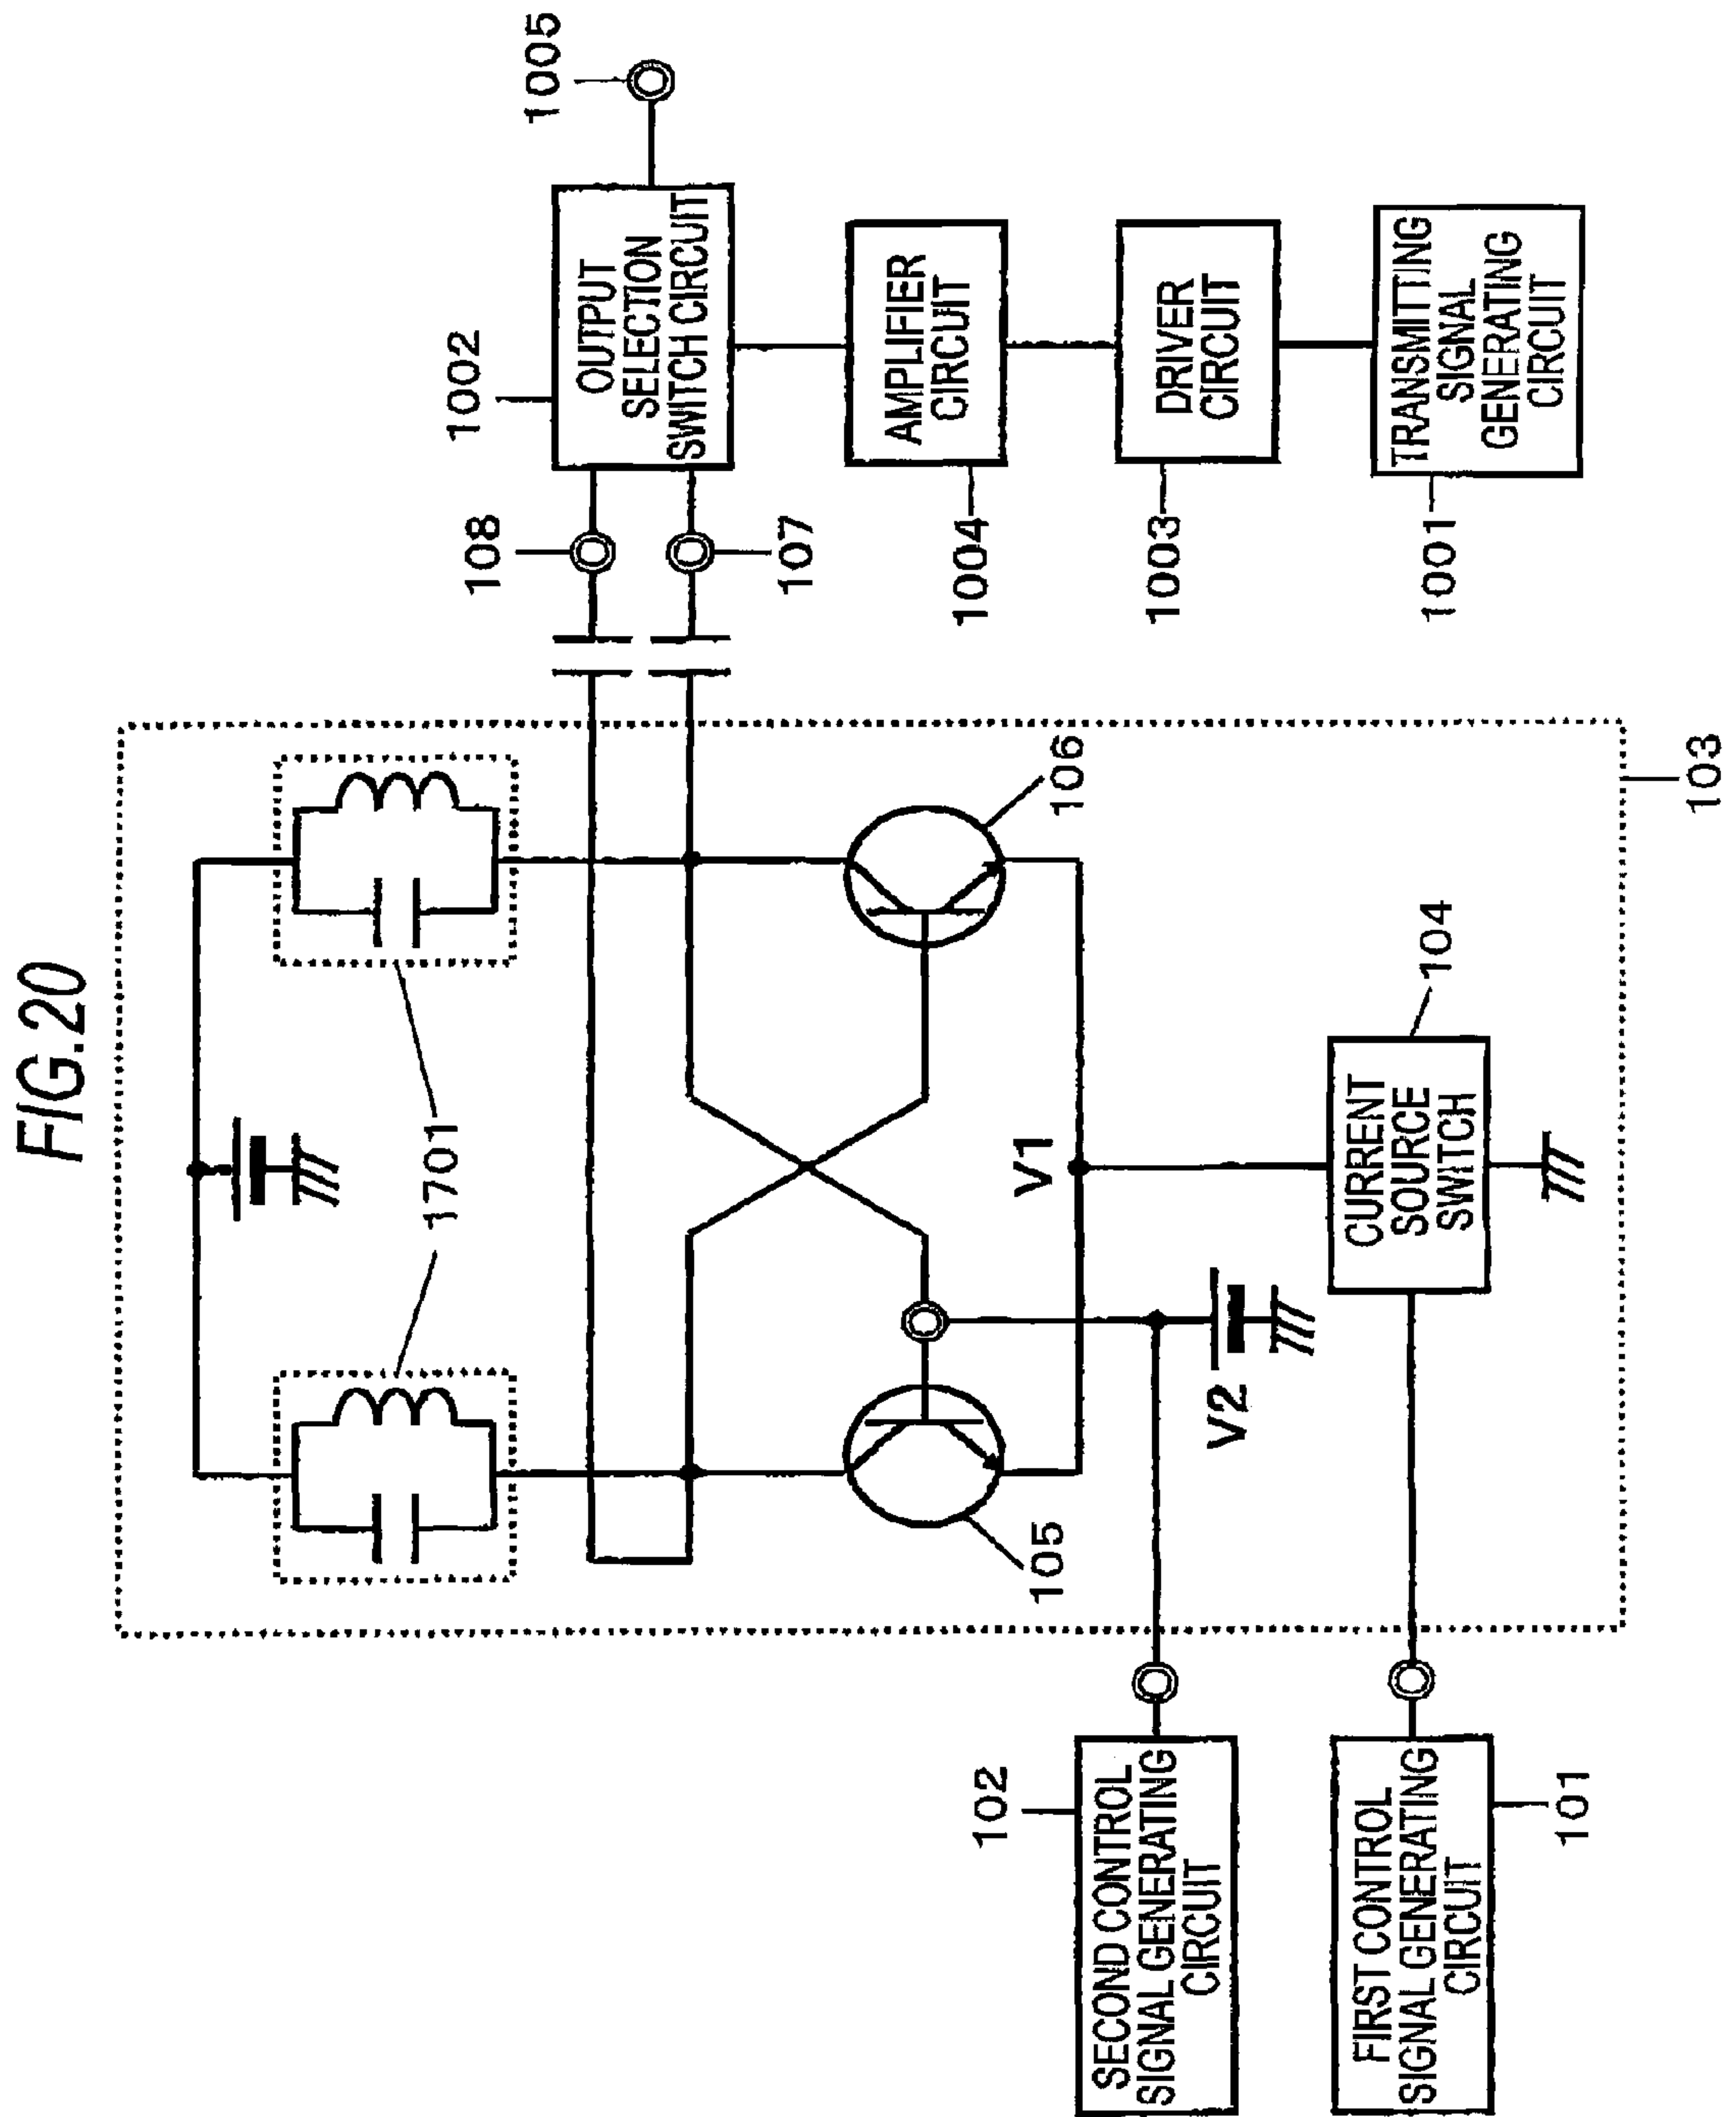 FIG.20
1701
108
107
1002
OUTPUT
SELECTION
SWITCH CIRCUIT
1005
AMPLIFIER
CIRCUIT
1004
DRIVER
CIRCUIT
1003
TRANSMITTING
SIGNAL
GENERATING
CIRCUIT
1001
105
106
V1
V2
CURRENT
SOURCE
SWITCH
104
103
102
SECOND CONTROL
SIGNAL GENERATING
CIRCUIT
FIRST CONTROL
SIGNAL GENERATING
CIRCUIT
101